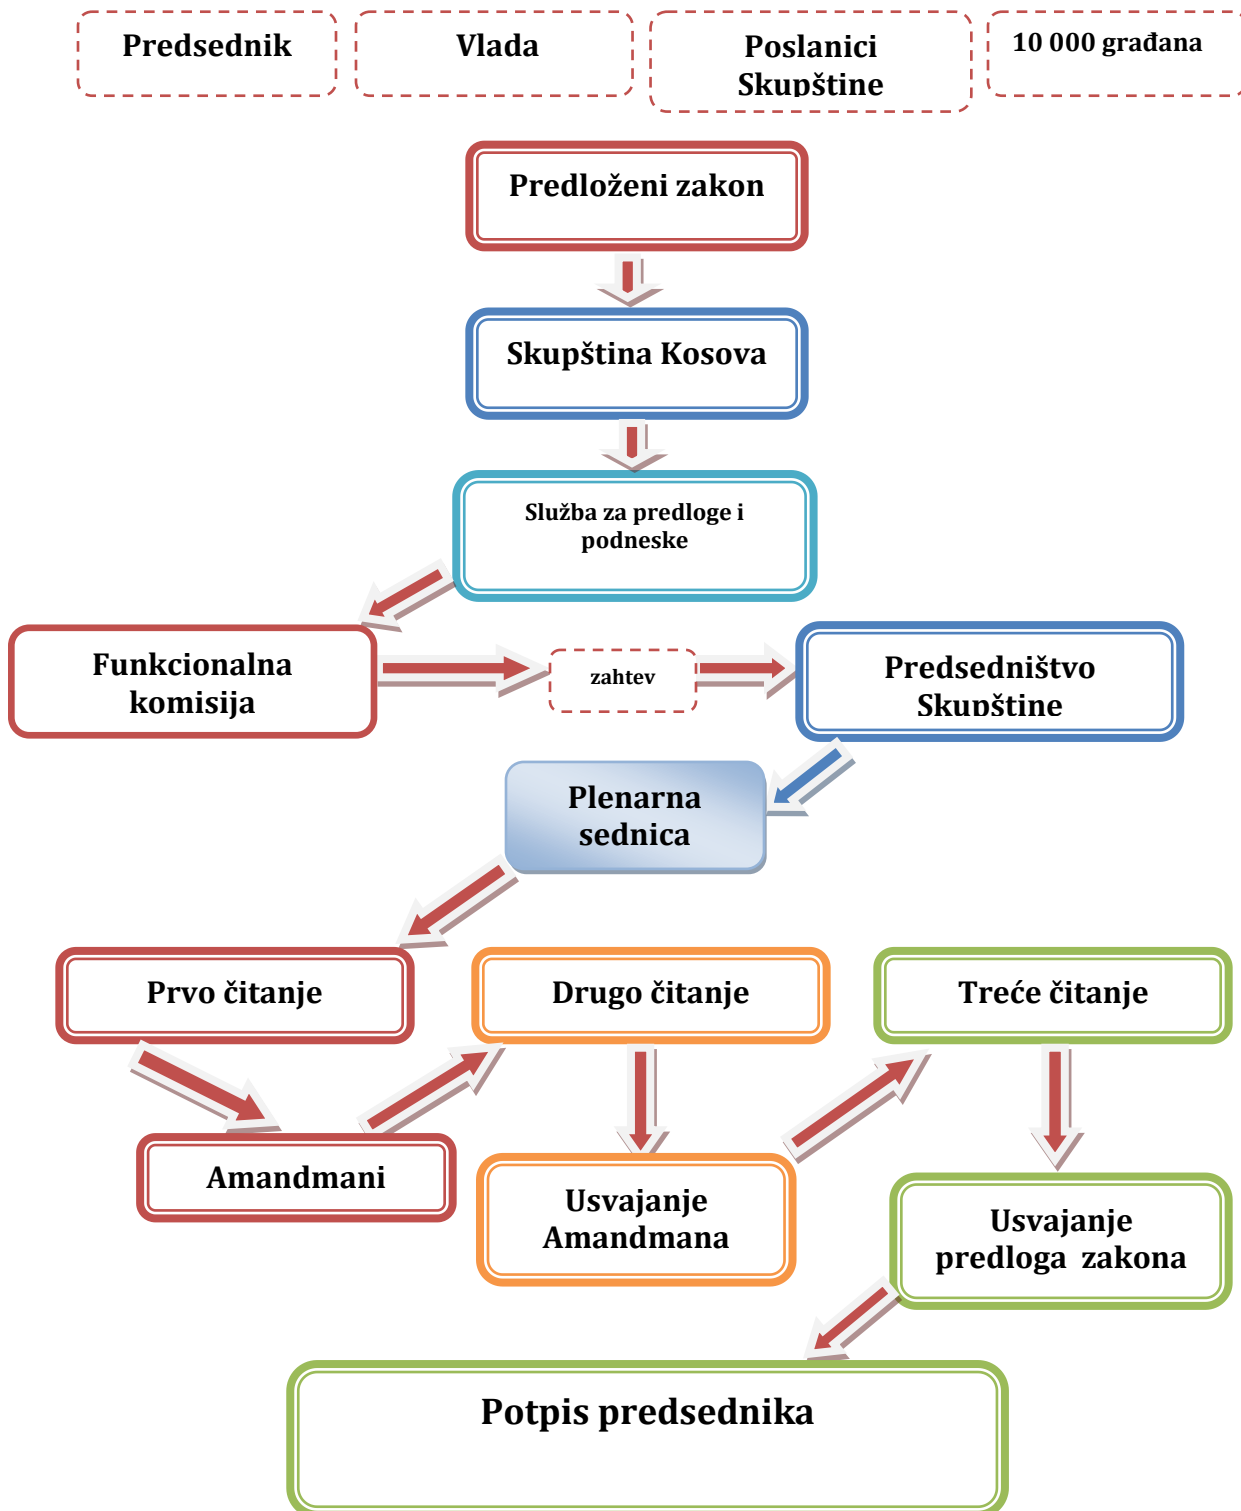 Predsednik
Vlada
Poslanici
Skupštine
10 000 građana
Predloženi zakon
Skupština Kosova
Služba za predloge i
podneske
Funkcionalna
komisija
zahtev
Predsedništvo
Skupštine
Plenarna
sednica
Prvo čitanje
Drugo čitanje
Treće čitanje
Amandmani
Usvajanje
Amandmana
Usvajanje
predloga zakona
Potpis predsednika